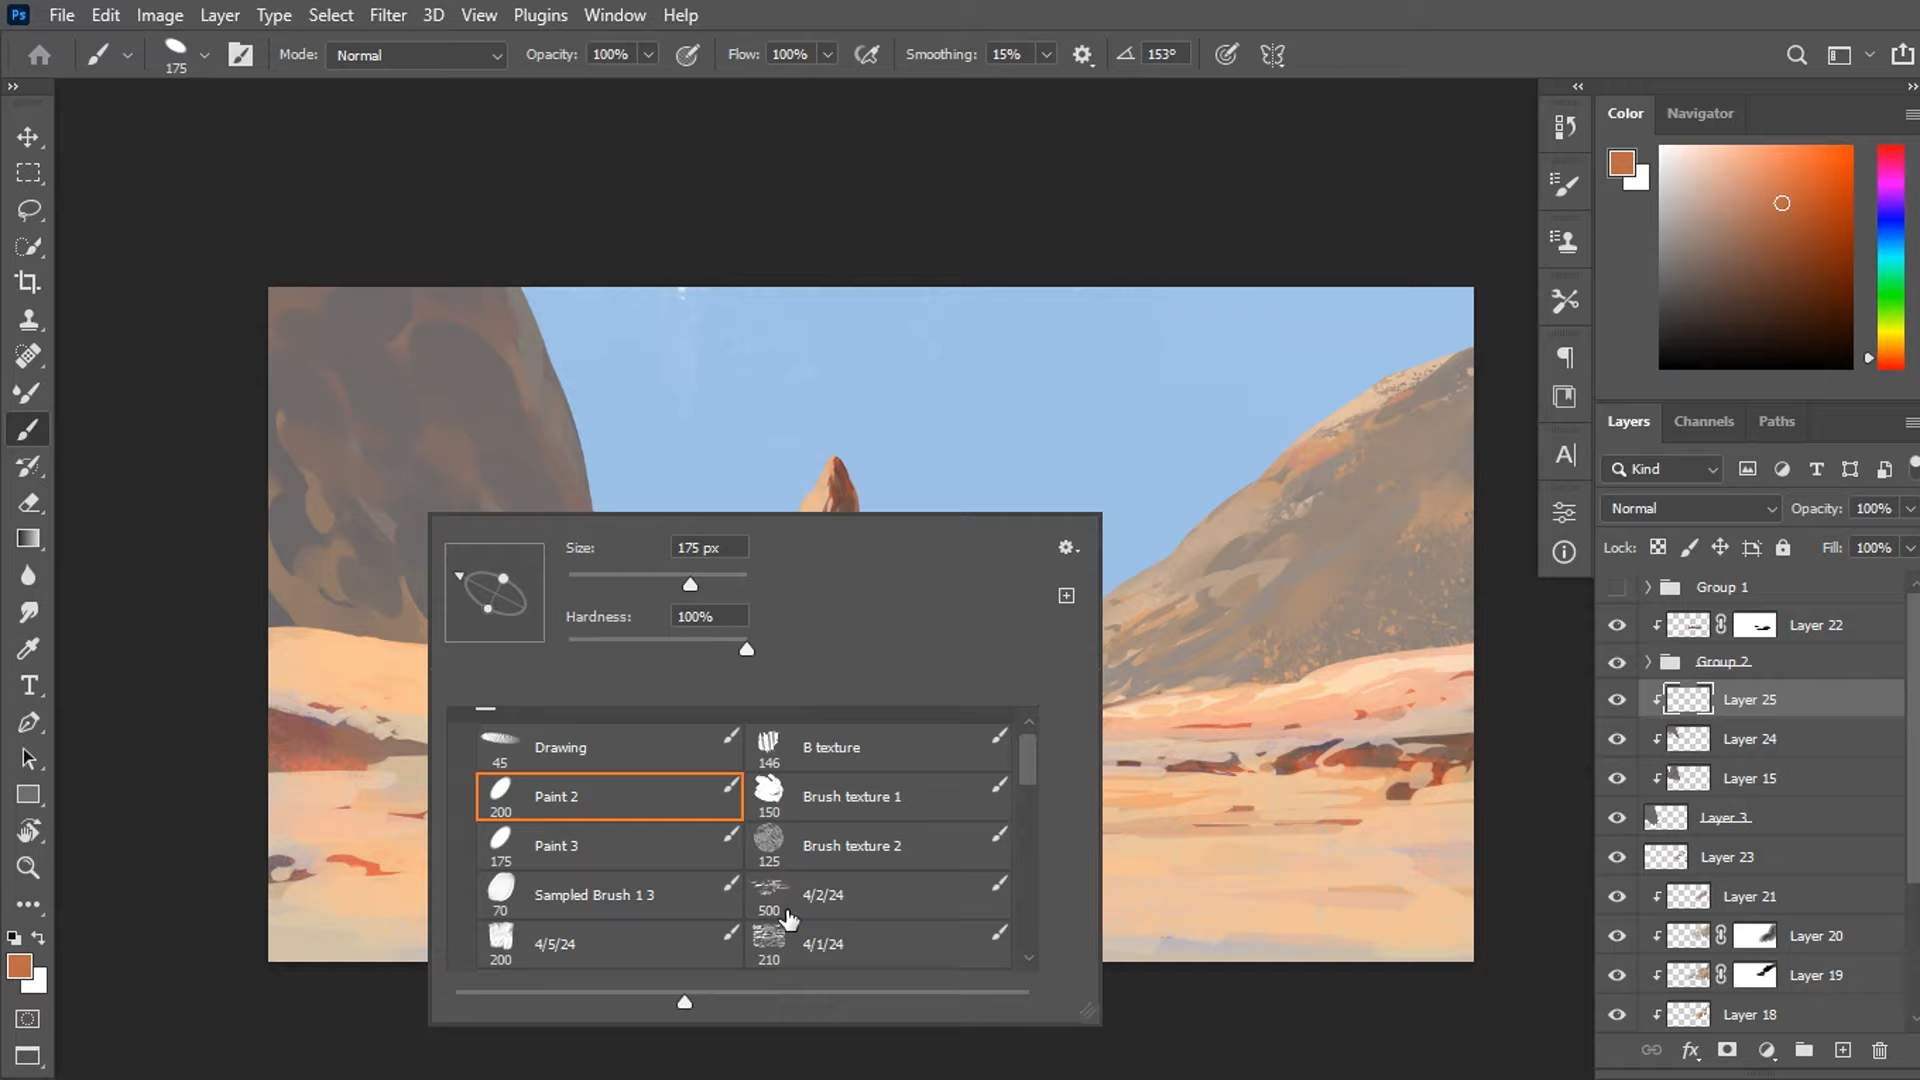 Ps File Edit Image Layer Type Select Filter 3D View Plugins Window Help
175 Mode: Normal Opacity: 100% Flow: 100% Smoothing: 15% 153°
Color Navigator
Layers Channels Paths
Kind
Normal Opacity: 100%
Lock: Fill: 100%
Group 1
Layer 22
Group 2
Layer 25
Layer 24
Layer 15
Layer 3
Layer 23
Layer 21
Layer 20
Layer 19
Layer 18
Size: 175 px
Hardness: 100%
Drawing 45
B texture 146
Paint 2 200
Brush texture 1 150
Paint 3 175
Brush texture 2 125
Sampled Brush 1 3 70
4/2/24 500
4/5/24 200
4/1/24 210